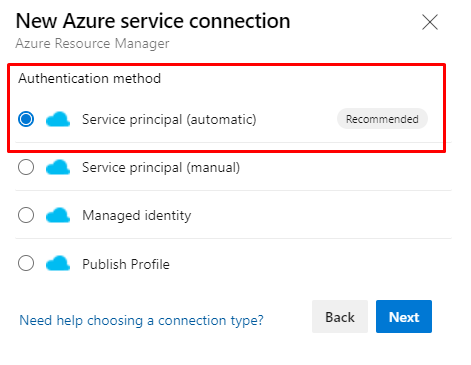 New Azure service connection
Azure Resource Manager
Authentication method
Service principal (automatic) Recommended
Service principal (manual)
Managed identity
Publish Profile
Need help choosing a connection type? Back Next